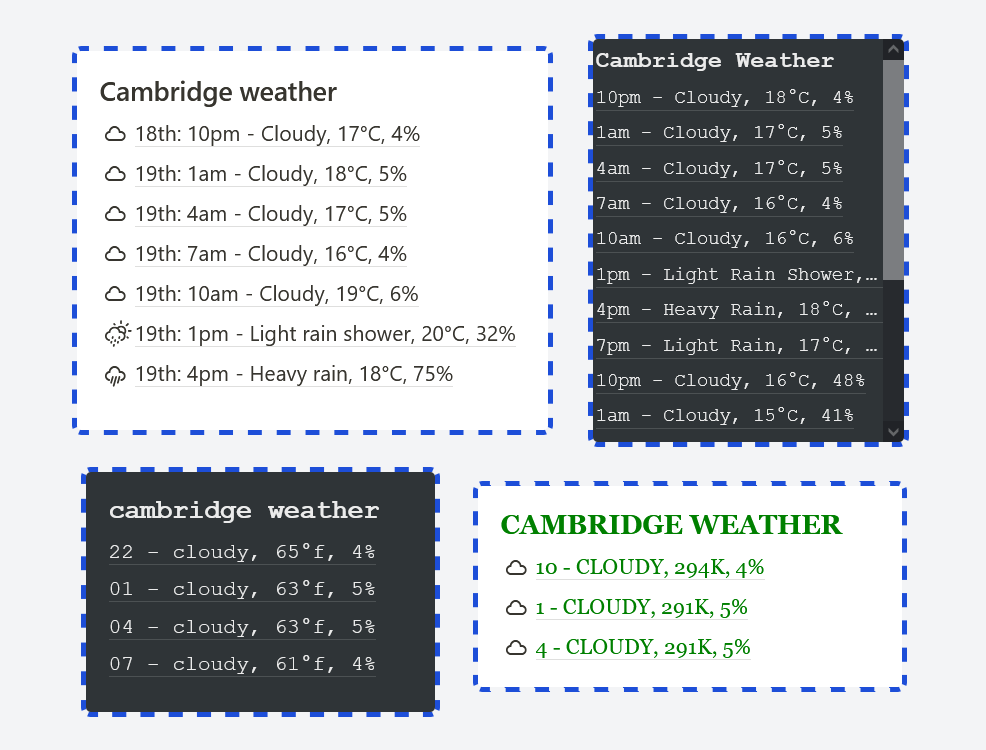 Cambridge weather
18th: 10pm - Cloudy, 17°C, 4%
19th: 1am - Cloudy, 18°C, 5%
19th: 4am - Cloudy, 17°C, 5%
19th: 7am - Cloudy, 16°C, 4%
19th: 10am - Cloudy, 19°C, 6%
19th: 1pm - Light rain shower, 20°C, 32%
19th: 4pm - Heavy rain, 18°C, 75%
Cambridge Weather
10pm - Cloudy, 18°C, 4%
1am - Cloudy, 17°C, 5%
4am - Cloudy, 17°C, 5%
7am - Cloudy, 16°C, 4%
10am - Cloudy, 16°C, 6%
1pm - Light Rain Shower,…
4pm - Heavy Rain, 18°C, …
7pm - Light Rain, 17°C, …
10pm - Cloudy, 16°C, 48%
1am - Cloudy, 15°C, 41%
cambridge weather
22 - cloudy, 65°f, 4%
01 - cloudy, 63°f, 5%
04 - cloudy, 63°f, 5%
07 - cloudy, 61°f, 4%
CAMBRIDGE WEATHER
10 - CLOUDY, 294K, 4%
1 - CLOUDY, 291K, 5%
4 - CLOUDY, 291K, 5%